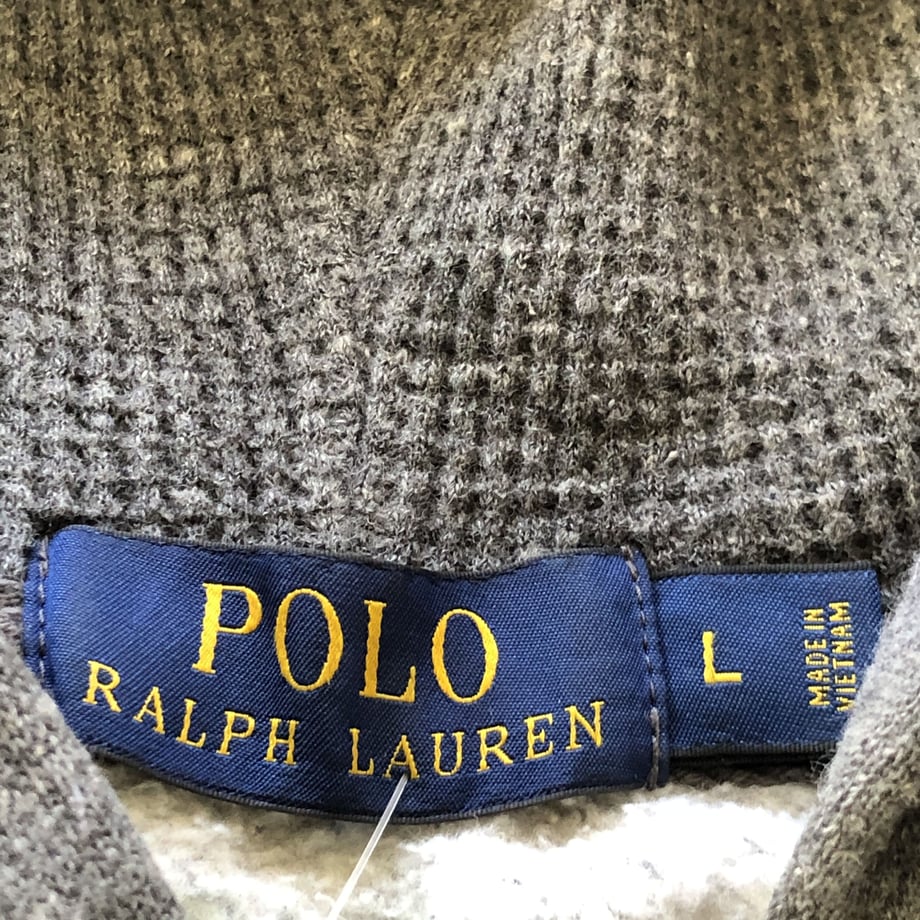 POLO
RALPH LAUREN
L
MADE IN
VIETNAM